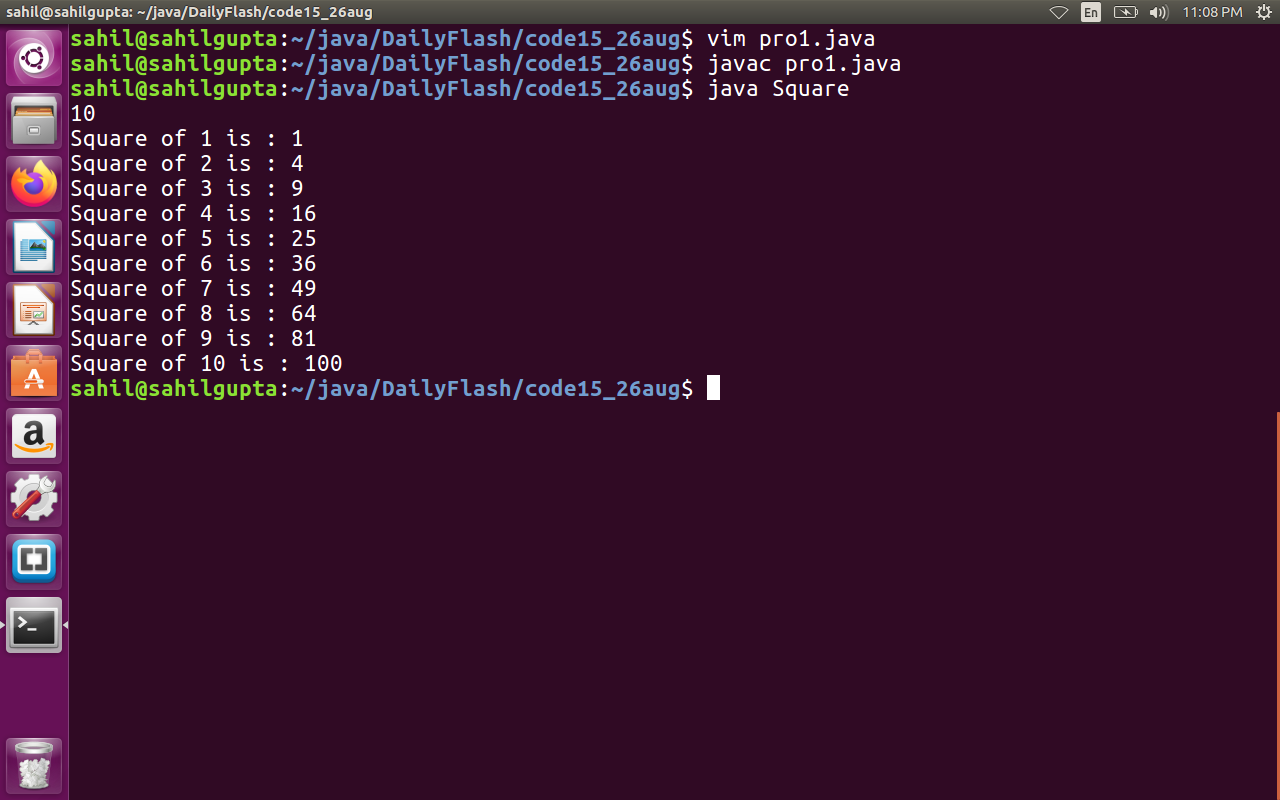 sahil@sahilgupta: ~/java/DailyFlash/code15_26aug
En
11:08 PM
sahil@sahilgupta:~/java/DailyFlash/code15_26aug$ vim pro1.java
sahil@sahilgupta:~/java/DailyFlash/code15_26aug$ javac pro1.java
sahil@sahilgupta:~/java/DailyFlash/code15_26aug$ java Square
10
Square of 1 is : 1
Square of 2 is : 4
Square of 3 is : 9
Square of 4 is : 16
Square of 5 is : 25
Square of 6 is : 36
Square of 7 is : 49
Square of 8 is : 64
Square of 9 is : 81
Square of 10 is : 100
sahil@sahilgupta:~/java/DailyFlash/code15_26aug$